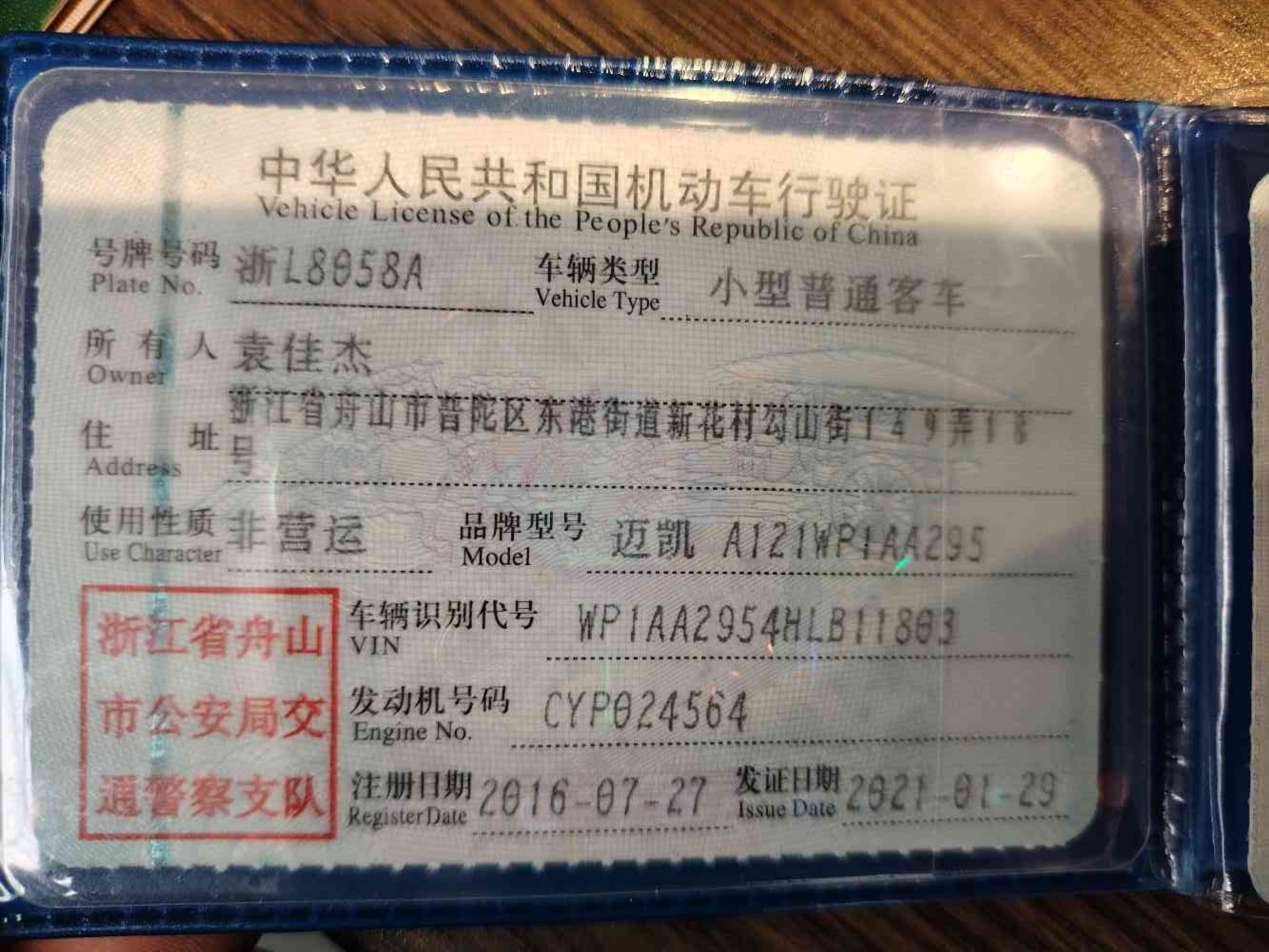 中华人民共和国机动车行驶证
Vehicle License of the People's Republic of China
号牌号码 浙L8058A 车辆类型 小型普通客车
Plate No. Vehicle Type
所有人 袁佳杰
Owner
浙江省舟山市普陀区东港街道新花村勾山街149弄18
住址 号
Address
使用性质 非营运 品牌型号 迈凯 A121WP1AA295
Use Character Model
浙江省舟山
市公安局交
通警察支队
车辆识别代号 WP1AA2954HLB11803
VIN
发动机号码 CYP024564
Engine No.
注册日期 2016-07-27 发证日期 2021-01-29
Register Date Issue Date